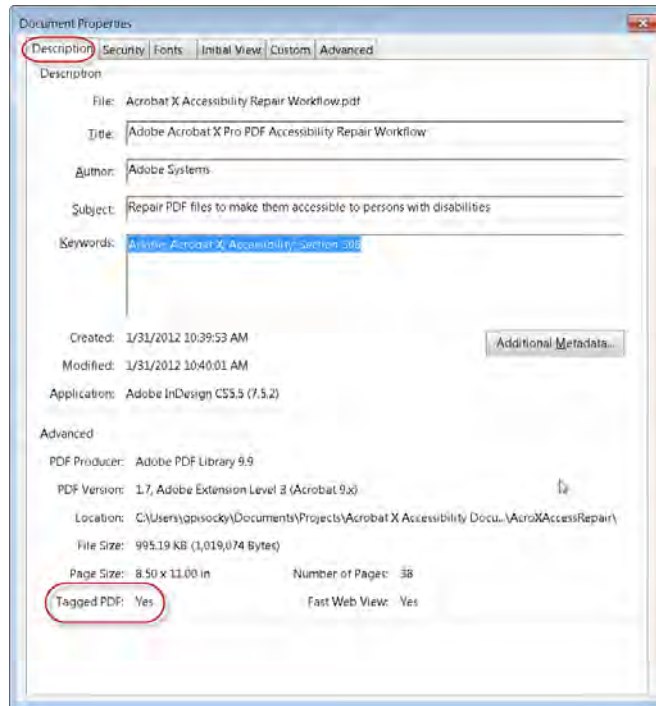 Document Properties
Description Security Fonts Initial View Custom Advanced
Description
File: Acrobat X Accessibility Repair Workflow.pdf
Title: Adobe Acrobat X Pro PDF Accessibility Repair Workflow
Author: Adobe Systems
Subject: Repair PDF files to make them accessible to persons with disabilities
Keywords: Adobe Acrobat X, Accessibility, Section 508
Created: 1/31/2012 10:39:53 AM
Additional Metadata...
Modified: 1/31/2012 10:40:01 AM
Application: Adobe InDesign CS5.5 (7.5.2)
Advanced
PDF Producer: Adobe PDF Library 9.9
PDF Version: 1.7, Adobe Extension Level 3 (Acrobat 9.x)
Location: C:\Users\gpisocky\Documents\Projects\Acrobat X Accessibility Docu...\AcroXAccessRepair\
File Size: 995.19 KB (1,019,074 Bytes)
Page Size: 8.50 x 11.00 in Number of Pages: 38
Tagged PDF: Yes Fast Web View: Yes